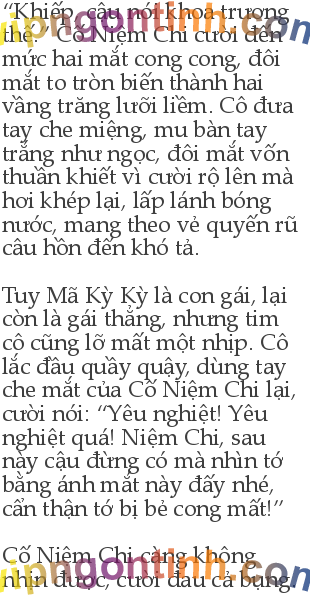 “Khiếp, câu nói khoa trương
thế.” Cố Niệm Chi cười đến
mức hai mắt cong cong, đôi
mắt to tròn biến thành hai
vầng trăng lưỡi liềm. Cô đưa
tay che miệng, mu bàn tay
trắng như ngọc, đôi mắt vốn
thuần khiết vì cười rộ lên mà
hơi khép lại, lấp lánh bóng
nước, mang theo vẻ quyến rũ
câu hồn đến khó tả.

Tuy Mã Kỳ Kỳ là con gái, lại
còn là gái thẳng, nhưng tim
cô cũng lỡ mất một nhịp. Cô
lắc đầu quầy quậy, dùng tay
che mắt của Cố Niệm Chi lại,
cười nói: “Yêu nghiệt! Yêu
nghiệt quá! Niệm Chi, sau
này cậu đừng có mà nhìn tớ
bằng ánh mắt này đấy nhé,
cẩn thận tớ bị bẻ cong mất!”

Cố Niệm Chi càng không
nhịn được, cười đau cả bụng.
vipngontinh.com